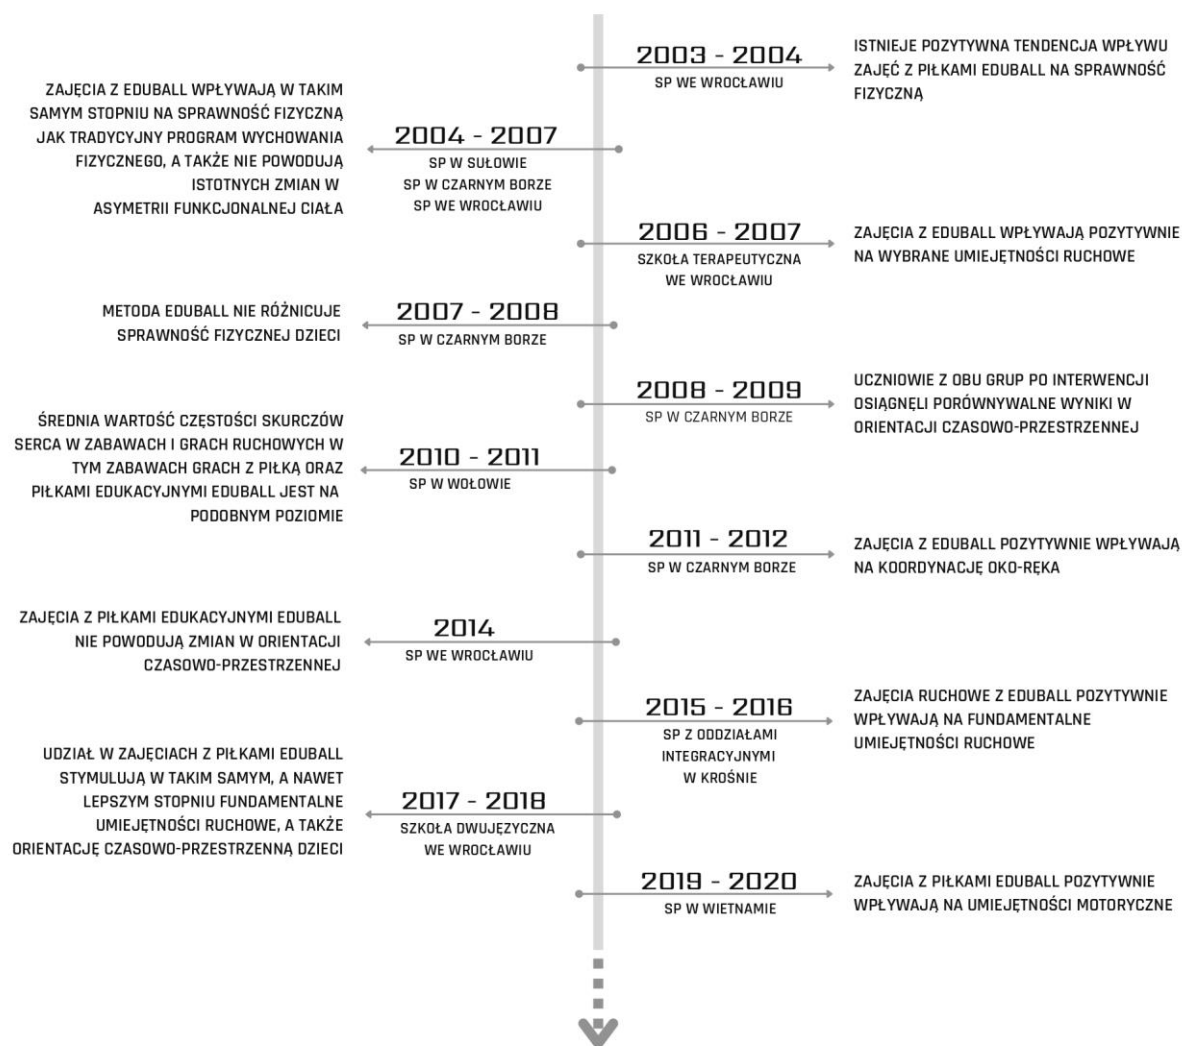 2003 - 2004
SP WE WROCŁAWIU
ISTNIEJE POZYTYWNA TENDENCJA WPŁYWU
ZAJĘĆ Z PIŁKAMI EDUBALL NA SPRAWNOŚĆ
FIZYCZNĄ
ZAJĘCIA Z EDUBALL WPŁYWAJĄ W TAKIM
SAMYM STOPNIU NA SPRAWNOŚĆ FIZYCZNĄ
JAK TRADYCYJNY PROGRAM WYCHOWANIA
FIZYCZNEGO, A TAKŻE NIE POWODUJĄ
ISTOTNYCH ZMIAN W
ASYMETRII FUNKCJONALNEJ CIAŁA
2004 - 2007
SP W SUŁOWIE
SP W CZARNYM BORZE
SP WE WROCŁAWIU
2006 - 2007
SZKOŁA TERAPEUTYCZNA
WE WROCŁAWIU
ZAJĘCIA Z EDUBALL WPŁYWAJĄ POZYTYWNIE
NA WYBRANE UMIEJĘTNOŚCI RUCHOWE
METODA EDUBALL NIE RÓŻNICUJE
SPRAWNOŚĆ FIZYCZNEJ DZIECI
2007 - 2008
SP W CZARNYM BORZE
2008 - 2009
SP W CZARNYM BORZE
UCZNIOWIE Z OBU GRUP PO INTERWENCJI
OSIĄGNĘLI PORÓWNYWALNE WYNIKI W
ORIENTACJI CZASOWO-PRZESTRZENNEJ
ŚREDNIA WARTOŚĆ CZĘSTOŚCI SKURCZÓW
SERCA W ZABAWACH I GRACH RUCHOWYCH W
TYM ZABAWACH GRACH Z PIŁKĄ ORAZ
PIŁKAMI EDUKACYJNYMI EDUBALL JEST NA
PODOBNYM POZIOMIE
2010 - 2011
SP W WOŁOWIE
2011 - 2012
SP W CZARNYM BORZE
ZAJĘCIA Z EDUBALL POZYTYWNIE WPŁYWAJĄ
NA KOORDYNACJĘ OKO-RĘKA
ZAJĘCIA Z PIŁKAMI EDUKACYJNYMI EDUBALL
NIE POWODUJĄ ZMIAN W ORIENTACJI
CZASOWO-PRZESTRZENNEJ
2014
SP WE WROCŁAWIU
2015 - 2016
SP Z ODDZIAŁAMI
INTEGRACYJNYMI
W KROŚNIE
ZAJĘCIA RUCHOWE Z EDUBALL POZYTYWNIE
WPŁYWAJĄ NA FUNDAMENTALNE
UMIEJĘTNOŚCI RUCHOWE
UDZIAŁ W ZAJĘCIACH Z PIŁKAMI EDUBALL
STYMULUJĄ W TAKIM SAMYM, A NAWET
LEPSZYM STOPNIU FUNDAMENTALNE
UMIEJĘTNOŚCI RUCHOWE, A TAKŻE
ORIENTACJĘ CZASOWO-PRZESTRZENNĄ DZIECI
2017 - 2018
SZKOŁA DWUJĘZYCZNA
WE WROCŁAWIU
2019 - 2020
SP W WIETNAMIE
ZAJĘCIA Z PIŁKAMI EDUBALL POZYTYWNIE
WPŁYWAJĄ NA UMIEJĘTNOŚCI MOTORYCZNE